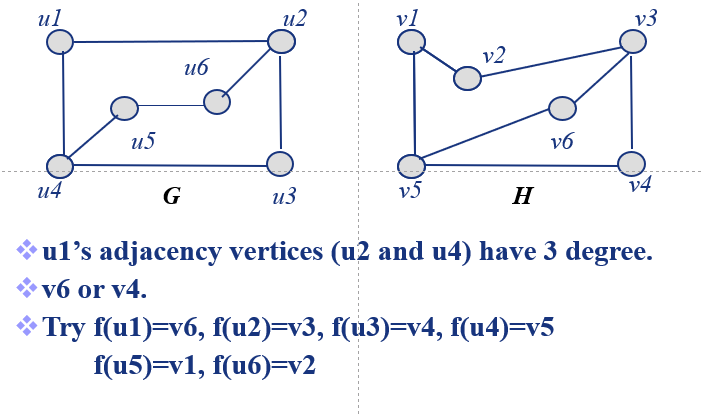 u1
u2
u6
u5
u4
u3
G
v1
v3
v2
v6
v5
v4
H
u1's adjacency vertices (u2 and u4) have 3 degree.
v6 or v4.
Try f(u1)=v6, f(u2)=v3, f(u3)=v4, f(u4)=v5
f(u5)=v1, f(u6)=v2